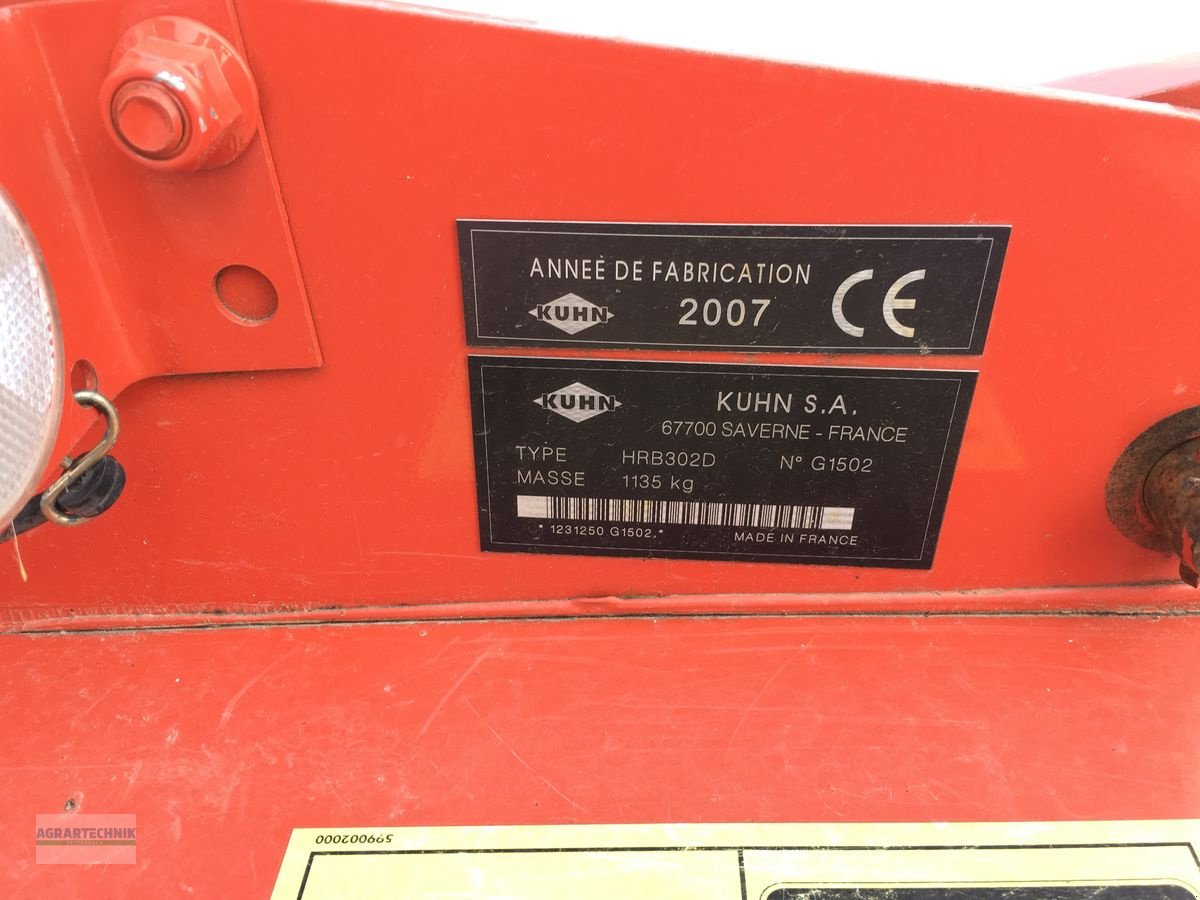 ANNEÈ DE FABRICATION
KUHN 2007 CE
KUHN KUHN S.A.
67700 SAVERNE - FRANCE
TYPE HRB302D N° G1502
MASSE 1135 kg
* 1231250 G1502 * MADE IN FRANCE
599002000
AGRARTECHNIK